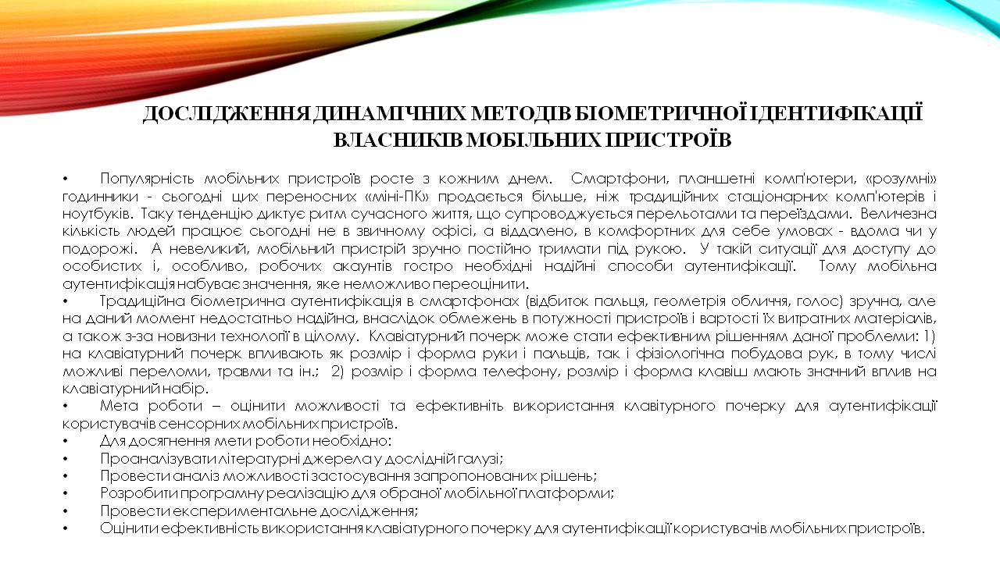 ДОСЛІДЖЕННЯ ДИНАМІЧНИХ МЕТОДІВ БІОМЕТРИЧНОЇ ІДЕНТИФІКАЦІЇ
ВЛАСНИКІВ МОБІЛЬНИХ ПРИСТРОЇВ
• Популярність мобільних пристроїв росте з кожним днем. Смартфони, планшетні комп'ютери, «розумні»
годинники - сьогодні цих переносних «міні-ПК» продається більше, ніж традиційних стаціонарних комп'ютерів і
ноутбуків. Таку тенденцію диктує ритм сучасного життя, що супроводжується перельотами та переїздами. Величезна
кількість людей працює сьогодні не в звичному офісі, а віддалено, в комфортних для себе умовах - вдома чи у
подорожі. А невеликий, мобільний пристрій зручно постійно тримати під рукою. У такій ситуації для доступу до
особистих і, особливо, робочих акаунтів гостро необхідні надійні способи аутентифікації. Тому мобільна
аутентифікація набуває значення, яке неможливо переоцінити.
• Традиційна біометрична аутентифікація в смартфонах (відбиток пальця, геометрія обличчя, голос) зручна, але
на даний момент недостатньо надійна, внаслідок обмежень в потужності пристроїв і вартості їх витратних матеріалів,
а також з-за новизни технології в цілому. Клавіатурний почерк може стати ефективним рішенням даної проблеми: 1)
на клавіатурний почерк впливають як розмір і форма руки і пальців, так і фізіологічна побудова рук, в тому числі
можливі переломи, травми та ін.; 2) розмір і форма телефону, розмір і форма клавіш мають значний вплив на
клавіатурний набір.
• Мета роботи – оцінити можливості та ефективніть використання клавітурного почерку для аутентифікації
користувачів сенсорних мобільних пристроїв.
• Для досягнення мети роботи необхідно:
• Проаналізувати літературні джерела у дослідній галузі;
• Провести аналіз можливості застосування запропонованих рішень;
• Розробити програмну реалізацію для обраної мобільної платформи;
• Провести експериментальне дослідження;
• Оцінити ефективність використання клавіатурного почерку для аутентифікації користувачів мобільних пристроїв.